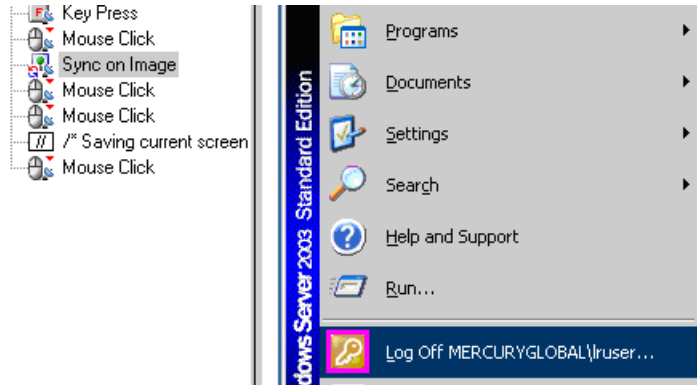 Key Press
Mouse Click
Sync on Image
Mouse Click
Mouse Click
// /* Saving current screen
Mouse Click
Programs
Documents
Settings
Search
Help and Support
Run...
Log Off MERCURYGLOBAL\lruser...
dows Server 2003 Standard Edition